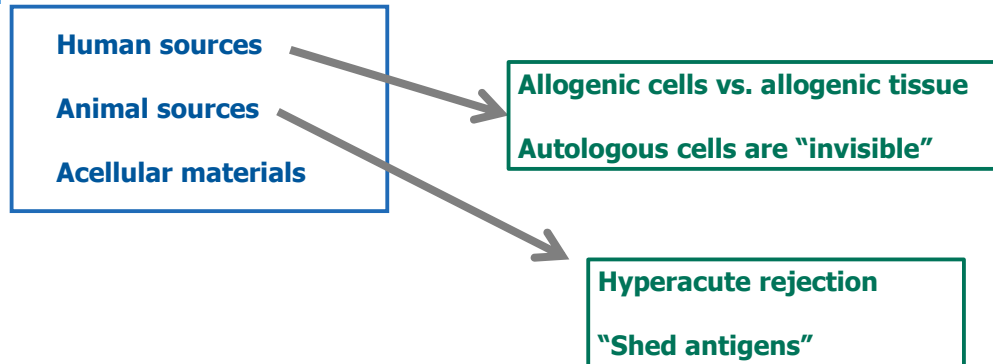 Human sources
Animal sources
Acellular materials
Allogenic cells vs. allogenic tissue
Autologous cells are “invisible”
Hyperacute rejection
“Shed antigens”